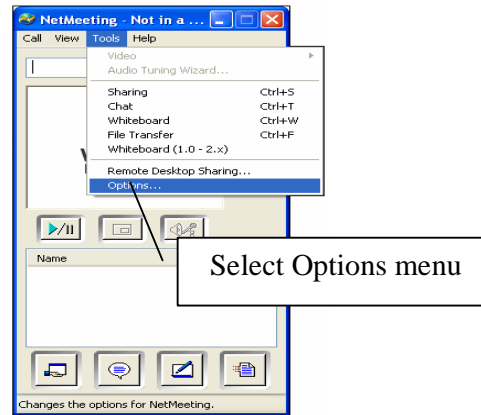 NetMeeting - Not in a ...
Call View Tools Help
Video
Audio Tuning Wizard...
Sharing Ctrl+S
Chat Ctrl+T
Whiteboard Ctrl+W
File Transfer Ctrl+F
Whiteboard (1.0 - 2.x)
Remote Desktop Sharing...
Options...
Select Options menu
Name
Changes the options for NetMeeting.